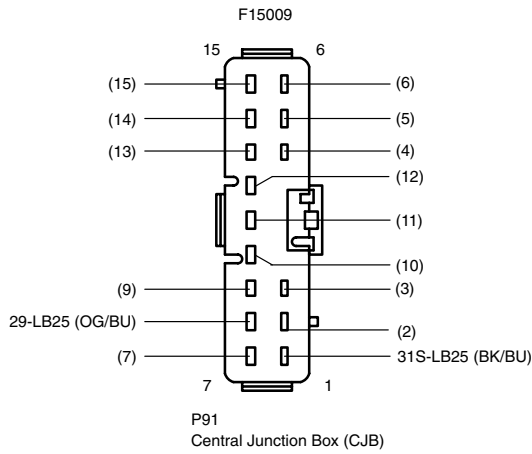 F15009
15 6
(15) (6)
(14) (5)
(13) (4)
(12)
(11)
(10)
(9) (3)
29-LB25 (OG/BU) (2)
(7) 31S-LB25 (BK/BU)
7 1
P91
Central Junction Box (CJB)